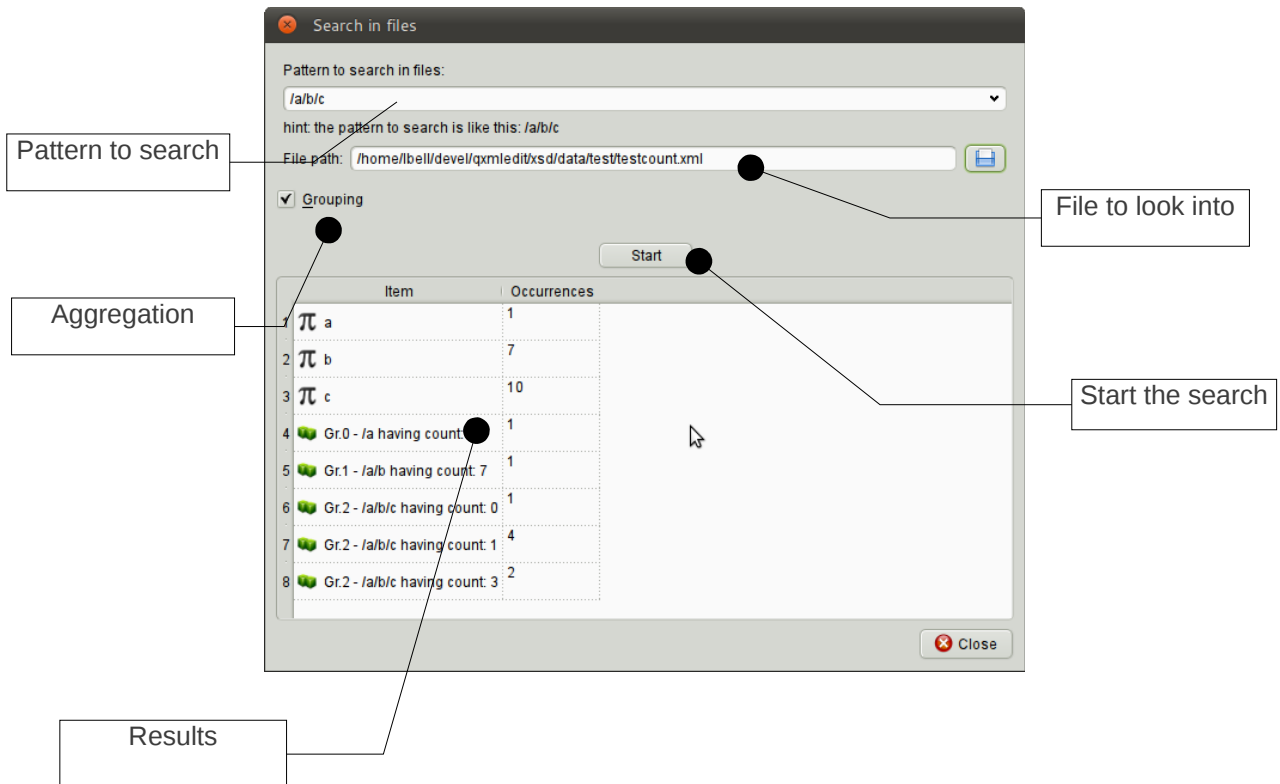 Search in files
Pattern to search in files:
/a/b/c
hint: the pattern to search is like this: /a/b/c
Pattern to search
File path: /home/lbell/devel/qxmledit/xsd/data/test/testcount.xml
Grouping
File to look into
Start
Item Occurrences
Aggregation
1 π a 1
2 π b 7
3 π c 10
Start the search
4 Gr.0 - /a having count: 1
5 Gr.1 - /a/b having count: 7 1
6 Gr.2 - /a/b/c having count: 0 1
7 Gr.2 - /a/b/c having count: 1 4
8 Gr.2 - /a/b/c having count: 3 2
Close
Results